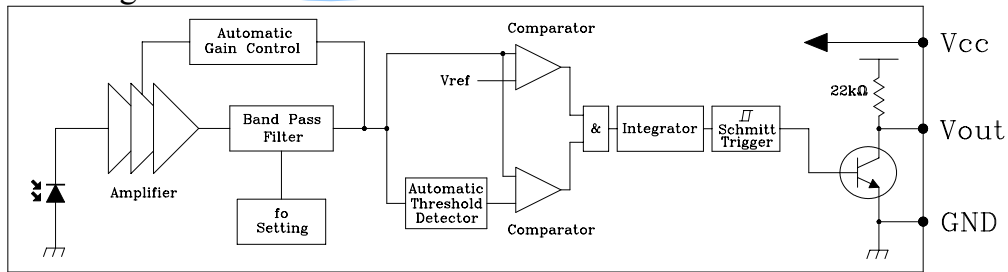 Automatic
Gain Control
Comparator
Vcc
Vref
22kΩ
Band Pass
Filter
&
Integrator
Schmitt
Trigger
Vout
Amplifier
Automatic
Threshold
Detector
fo
Setting
Comparator
GND